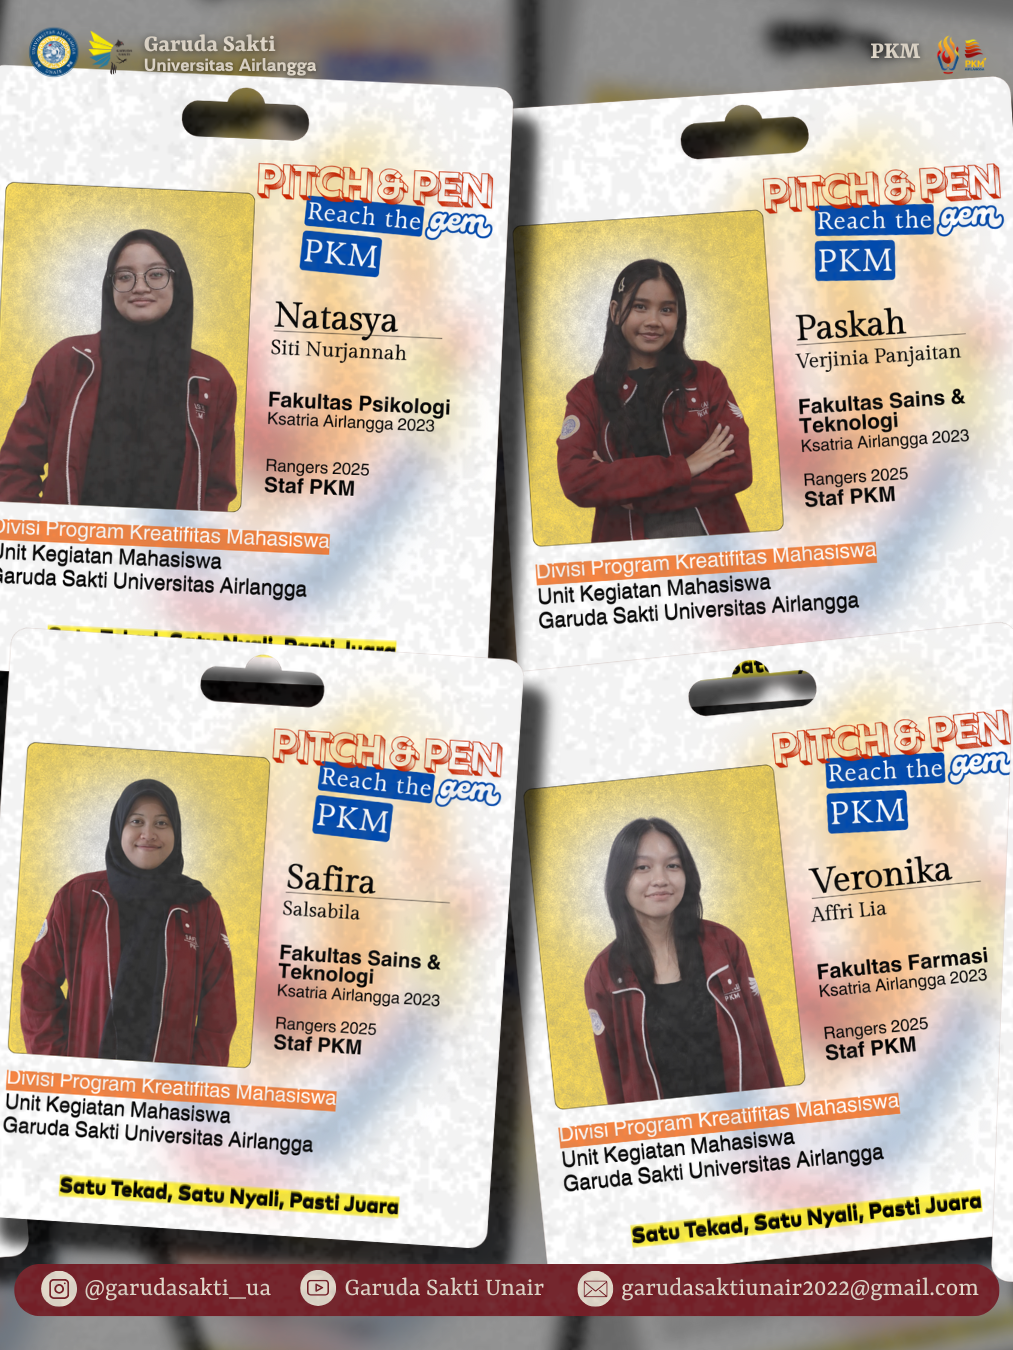 Garuda Sakti
Universitas Airlangga
PKM
PITCH & PEN
Reach the gem
PKM
Natasya
Siti Nurjannah
Fakultas Psikologi
Ksatria Airlangga 2023
Rangers 2025
Staf PKM
Divisi Program Kreatifitas Mahasiswa
Unit Kegiatan Mahasiswa
Garuda Sakti Universitas Airlangga
Satu Tekad, Satu Nyali, Pasti Juara
PITCH & PEN
Reach the gem
PKM
Paskah
Verjinia Panjaitan
Fakultas Sains &
Teknologi
Ksatria Airlangga 2023
Rangers 2025
Staf PKM
Divisi Program Kreatifitas Mahasiswa
Unit Kegiatan Mahasiswa
Garuda Sakti Universitas Airlangga
PITCH & PEN
Reach the gem
PKM
Safira
Salsabila
Fakultas Sains &
Teknologi
Ksatria Airlangga 2023
Rangers 2025
Staf PKM
Divisi Program Kreatifitas Mahasiswa
Unit Kegiatan Mahasiswa
Garuda Sakti Universitas Airlangga
Satu Tekad, Satu Nyali, Pasti Juara
PITCH & PEN
Reach the gem
PKM
Veronika
Affri Lia
Fakultas Farmasi
Ksatria Airlangga 2023
Rangers 2025
Staf PKM
Divisi Program Kreatifitas Mahasiswa
Unit Kegiatan Mahasiswa
Garuda Sakti Universitas Airlangga
Satu Tekad, Satu Nyali, Pasti Juara
@garudasakti_ua
Garuda Sakti Unair
garudasaktiunair2022@gmail.com